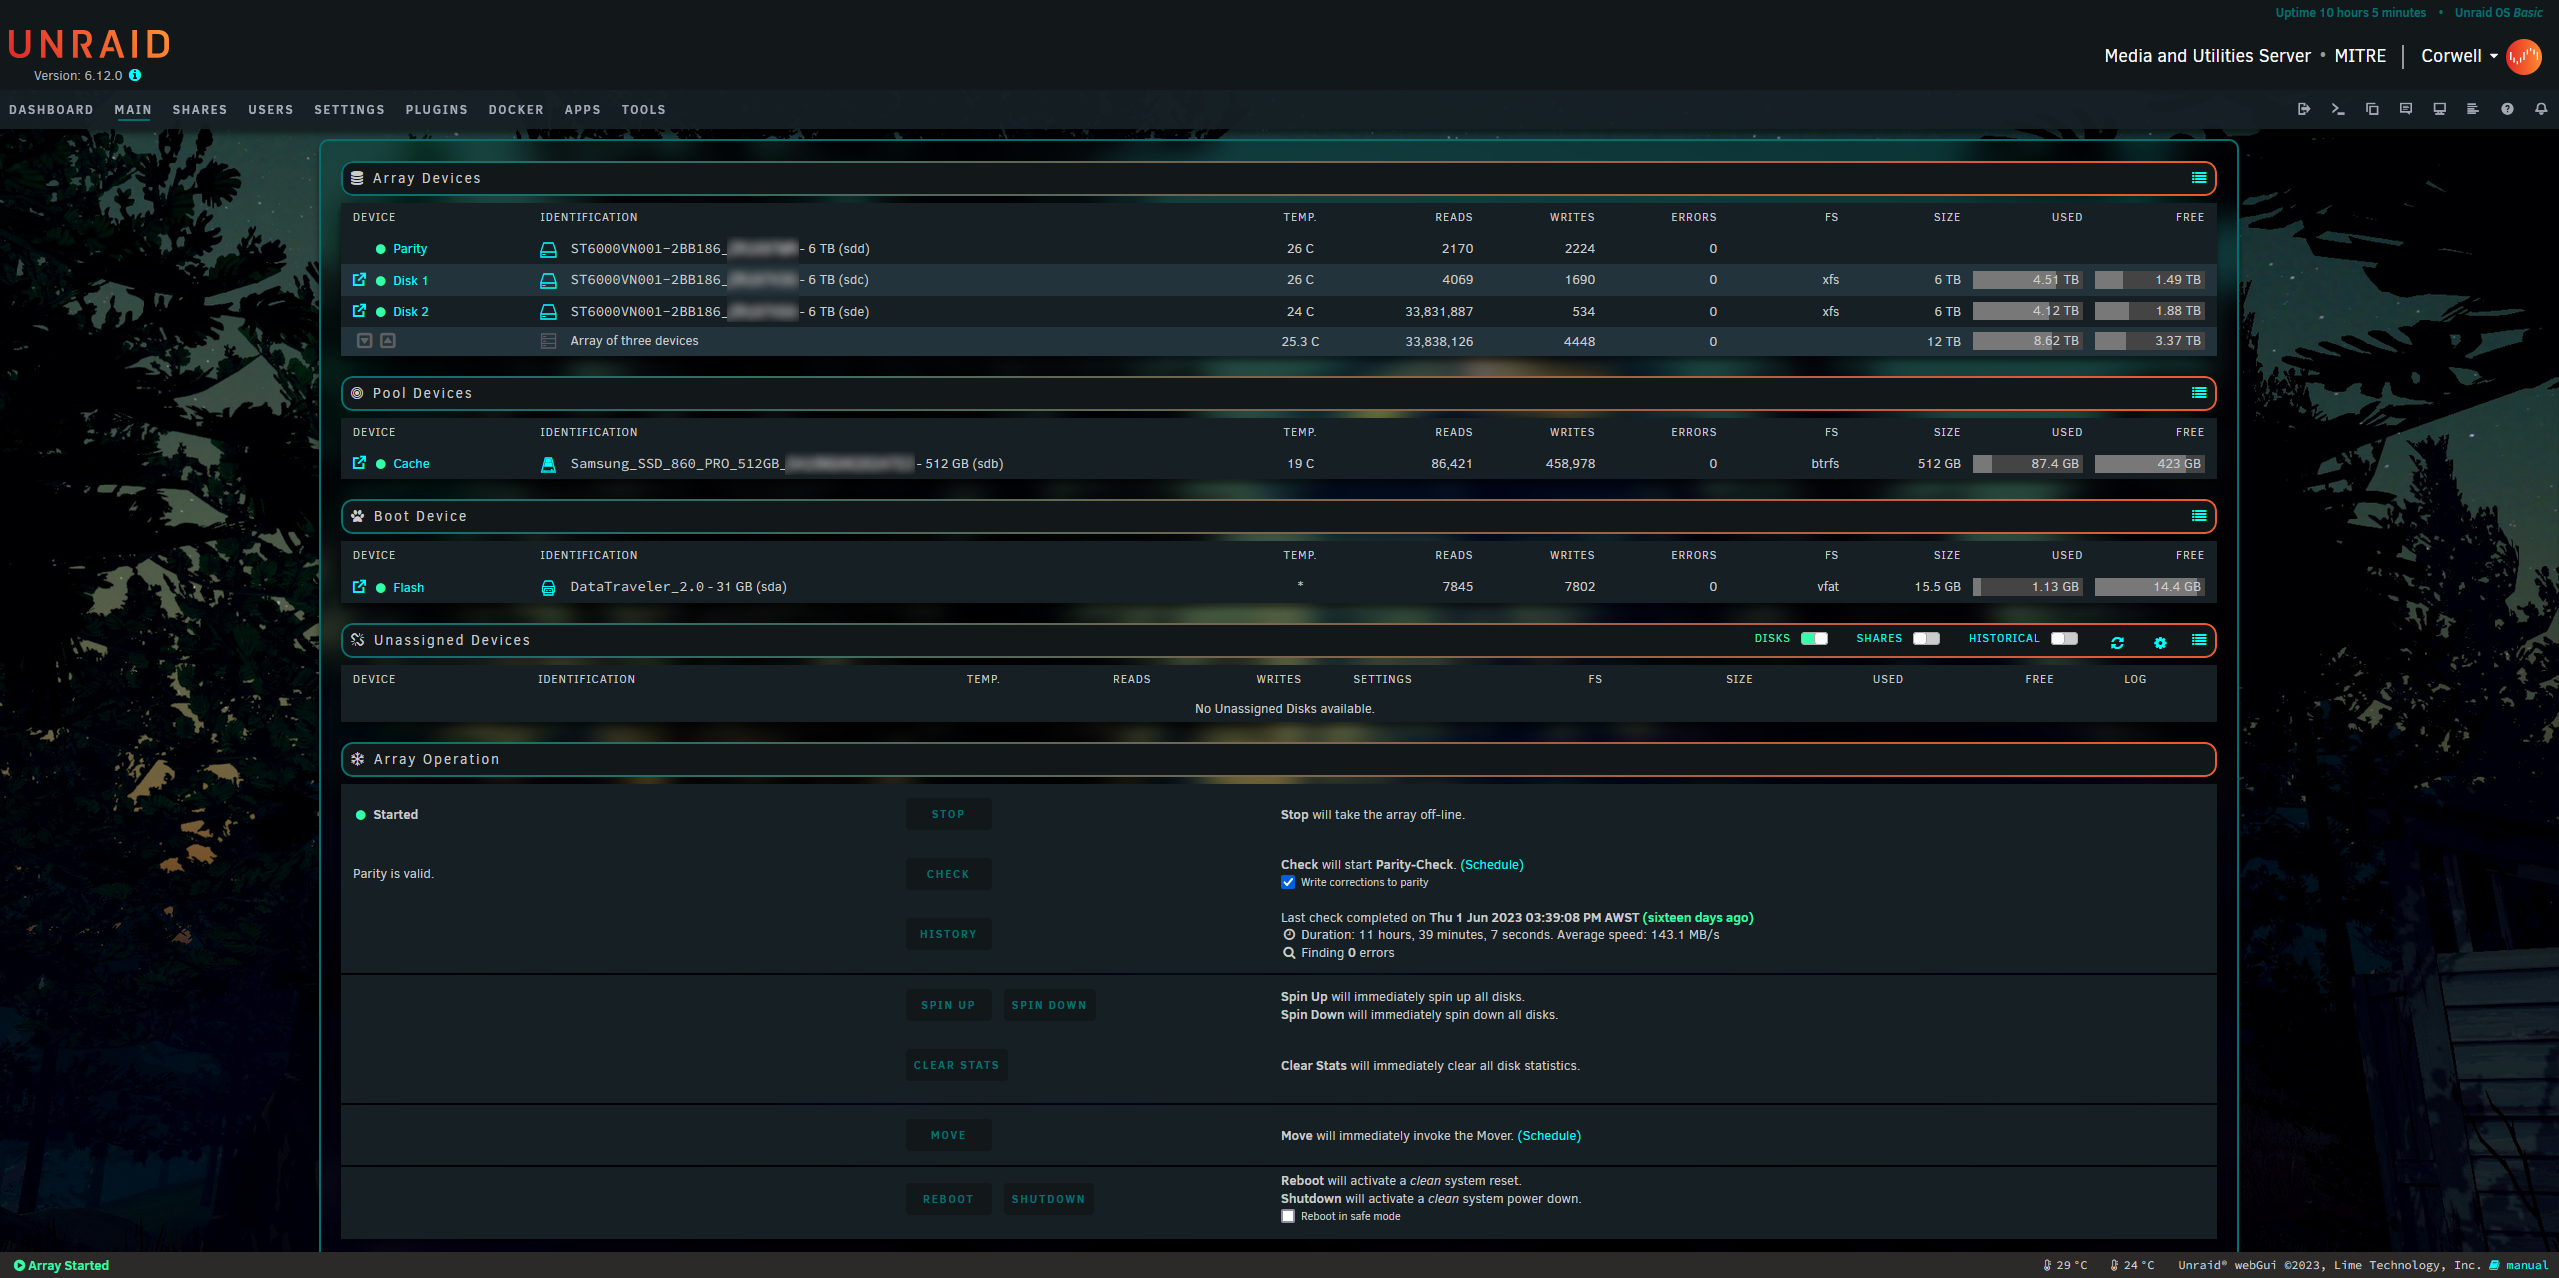 Uptime 10 hours 5 minutes • Unraid OS Basic
UNRAID
Version: 6.12.0
Media and Utilities Server • MITRE | Corwell
DASHBOARD MAIN SHARES USERS SETTINGS PLUGINS DOCKER APPS TOOLS
Array Devices
DEVICE IDENTIFICATION TEMP. READS WRITES ERRORS FS SIZE USED FREE
Parity ST6000VN001-2BB186_ - 6 TB (sdd) 26 C 2170 2224 0
Disk 1 ST6000VN001-2BB186_ - 6 TB (sdc) 26 C 4069 1690 0 xfs 6 TB 4.51 TB 1.49 TB
Disk 2 ST6000VN001-2BB186_ - 6 TB (sde) 24 C 33,831,887 534 0 xfs 6 TB 4.12 TB 1.88 TB
Array of three devices 25.3 C 33,838,126 4448 0 12 TB 8.62 TB 3.37 TB
Pool Devices
DEVICE IDENTIFICATION TEMP. READS WRITES ERRORS FS SIZE USED FREE
Cache Samsung_SSD_860_PRO_512GB_ - 512 GB (sdb) 19 C 86,421 458,978 0 btrfs 512 GB 87.4 GB 423 GB
Boot Device
DEVICE IDENTIFICATION TEMP. READS WRITES ERRORS FS SIZE USED FREE
Flash DataTraveler_2.0 - 31 GB (sda) * 7845 7802 0 vfat 15.5 GB 1.13 GB 14.4 GB
Unassigned Devices DISKS SHARES HISTORICAL
DEVICE IDENTIFICATION TEMP. READS WRITES SETTINGS FS SIZE USED FREE LOG
No Unassigned Disks available.
Array Operation
Started STOP Stop will take the array off-line.
Parity is valid. CHECK Check will start Parity-Check. (Schedule)
Write corrections to parity
HISTORY Last check completed on Thu 1 Jun 2023 03:39:08 PM AWST (sixteen days ago)
Duration: 11 hours, 39 minutes, 7 seconds. Average speed: 143.1 MB/s
Finding 0 errors
SPIN UP SPIN DOWN Spin Up will immediately spin up all disks.
Spin Down will immediately spin down all disks.
CLEAR STATS Clear Stats will immediately clear all disk statistics.
MOVE Move will immediately invoke the Mover. (Schedule)
REBOOT SHUTDOWN Reboot will activate a clean system reset.
Shutdown will activate a clean system power down.
Reboot in safe mode
Array Started 29 °C 24 °C Unraid® webGui ©2023, Lime Technology, Inc. manual